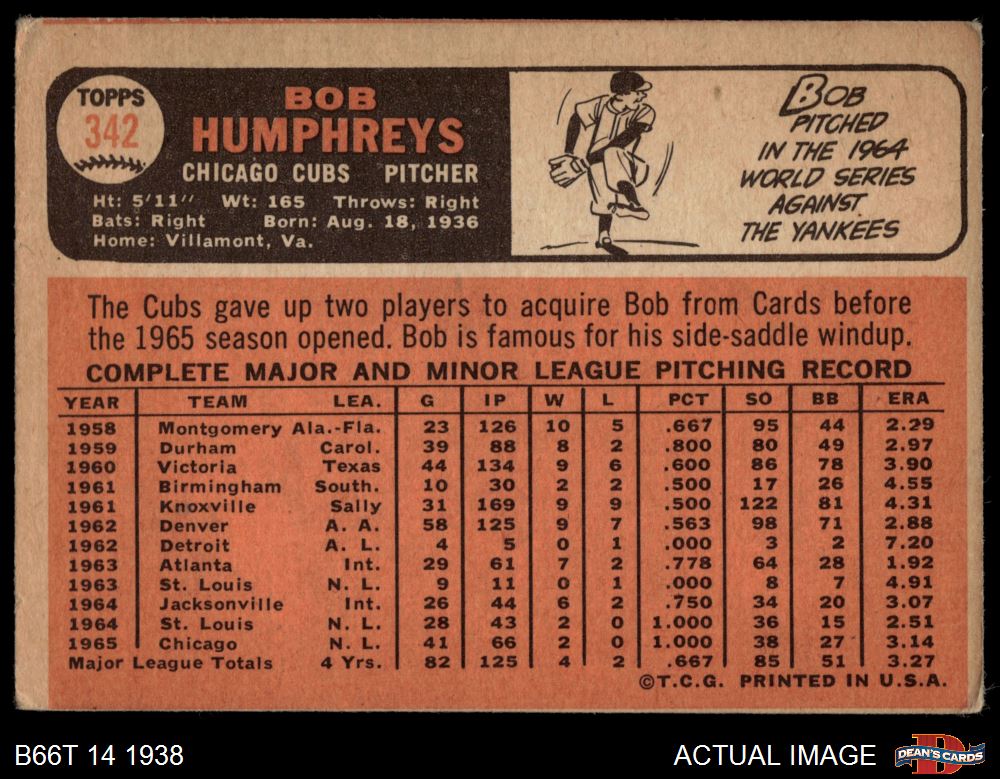 TOPPS
342
BOB
HUMPHREYS
CHICAGO CUBS PITCHER
Ht: 5'11" Wt: 165 Throws: Right
Bats: Right Born: Aug. 18, 1936
Home: Villamont, Va.
BOB
PITCHED
IN THE 1964
WORLD SERIES
AGAINST
THE YANKEES
The Cubs gave up two players to acquire Bob from Cards before
the 1965 season opened. Bob is famous for his side-saddle windup.
COMPLETE MAJOR AND MINOR LEAGUE PITCHING RECORD
YEAR TEAM LEA. G IP W L PCT SO BB ERA
1958 Montgomery Ala.-Fla. 23 126 10 5 .667 95 44 2.29
1959 Durham Carol. 39 88 8 2 .800 80 49 2.97
1960 Victoria Texas 44 134 9 6 .600 86 78 3.90
1961 Birmingham South. 10 30 2 2 .500 17 26 4.55
1961 Knoxville Sally 31 169 9 9 .500 122 81 4.31
1962 Denver A. A. 58 125 9 7 .563 98 71 2.88
1962 Detroit A. L. 4 5 0 1 .000 3 2 7.20
1963 Atlanta Int. 29 61 7 2 .778 64 28 1.92
1963 St. Louis N. L. 9 11 0 1 .000 8 7 4.91
1964 Jacksonville Int. 26 44 6 2 .750 34 20 3.07
1964 St. Louis N. L. 28 43 2 0 1.000 36 15 2.51
1965 Chicago N. L. 41 66 2 0 1.000 38 27 3.14
Major League Totals 4 Yrs. 82 125 4 2 .667 85 51 3.27
©T.C.G. PRINTED IN U.S.A.
B66T 14 1938
ACTUAL IMAGE
D
DEAN'S CARDS